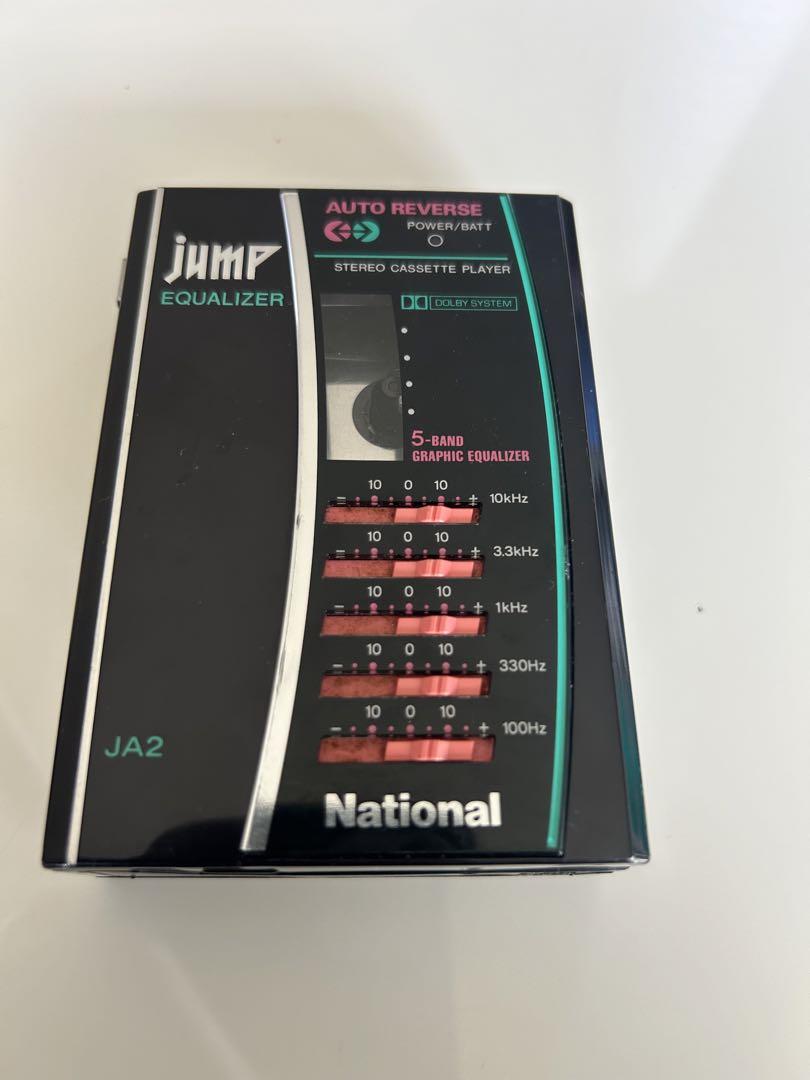 jump
EQUALIZER
AUTO REVERSE
POWER/BATT
STEREO CASSETTE PLAYER
DOLBY SYSTEM
5-BAND
GRAPHIC EQUALIZER
10 0 10
- + 10kHz
10 0 10
- + 3.3kHz
10 0 10
- + 1kHz
10 0 10
- + 330Hz
10 0 10
- + 100Hz
JA2
National